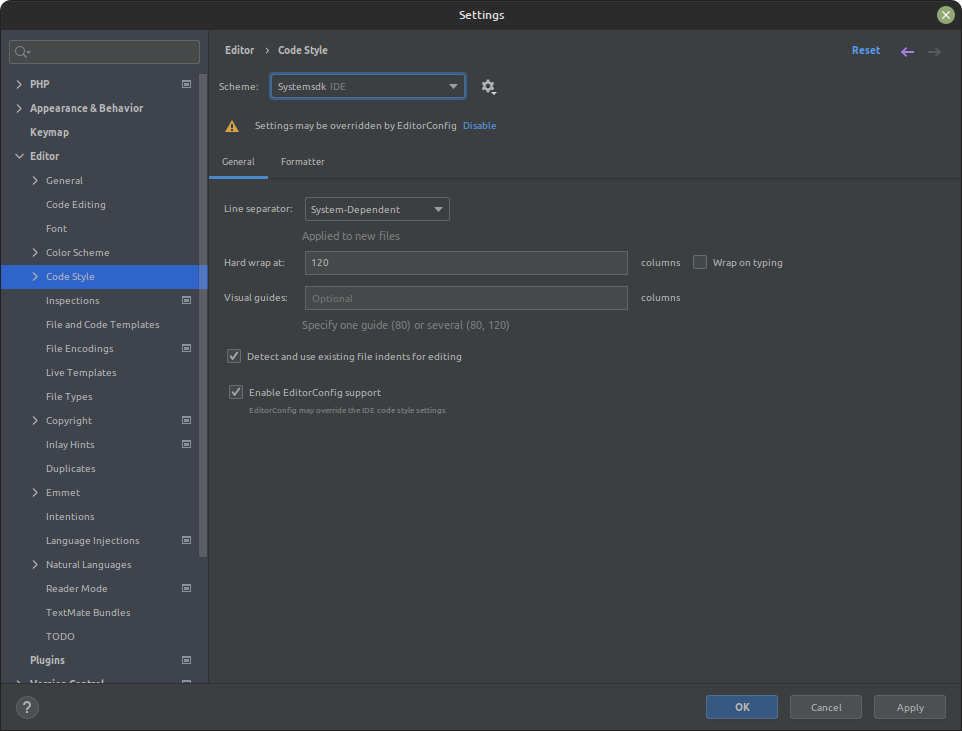 Settings
Editor › Code Style
Reset
PHP
Appearance & Behavior
Keymap
Editor
General
Code Editing
Font
Color Scheme
Code Style
Inspections
File and Code Templates
File Encodings
Live Templates
File Types
Copyright
Inlay Hints
Duplicates
Emmet
Intentions
Language Injections
Natural Languages
Reader Mode
TextMate Bundles
TODO
Plugins
Version Control
Scheme: Systemsdk IDE
Settings may be overridden by EditorConfig Disable
General Formatter
Line separator: System-Dependent
Applied to new files
Hard wrap at: 120 columns Wrap on typing
Visual guides: Optional columns
Specify one guide (80) or several (80, 120)
Detect and use existing file indents for editing
Enable EditorConfig support
EditorConfig may override the IDE code style settings
?
OK Cancel Apply